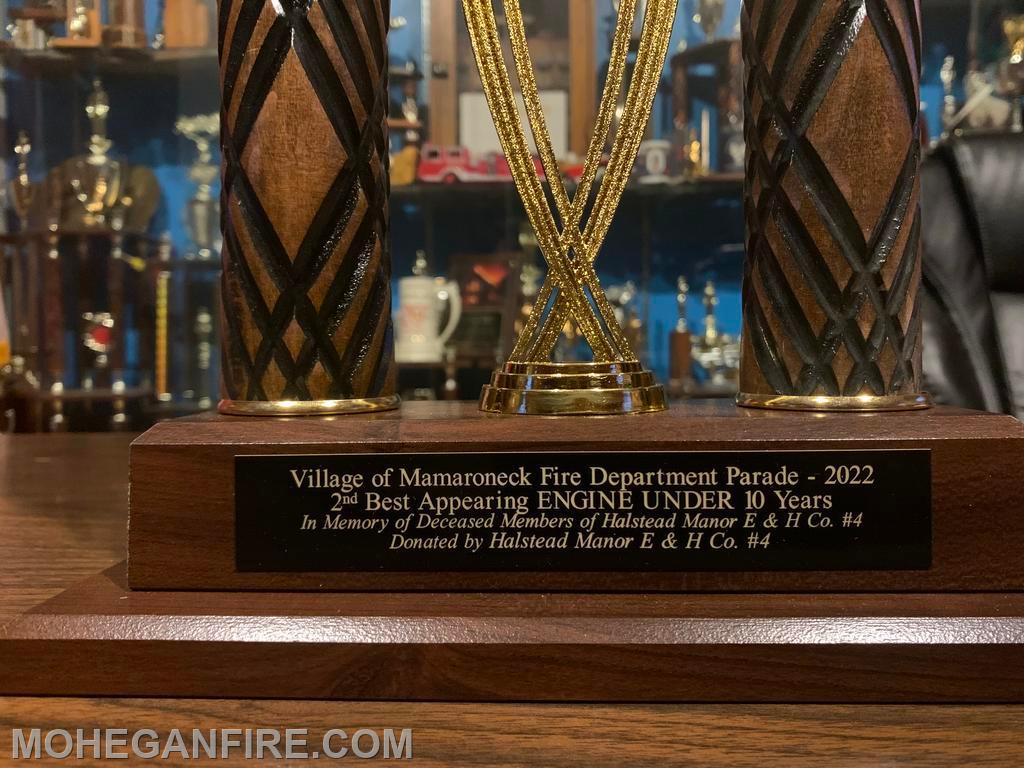 Village of Mamaroneck Fire Department Parade - 2022
2nd Best Appearing ENGINE UNDER 10 Years
In Memory of Deceased Members of Halstead Manor E & H Co. #4
Donated by Halstead Manor E & H Co. #4
MOHEGANFIRE.COM